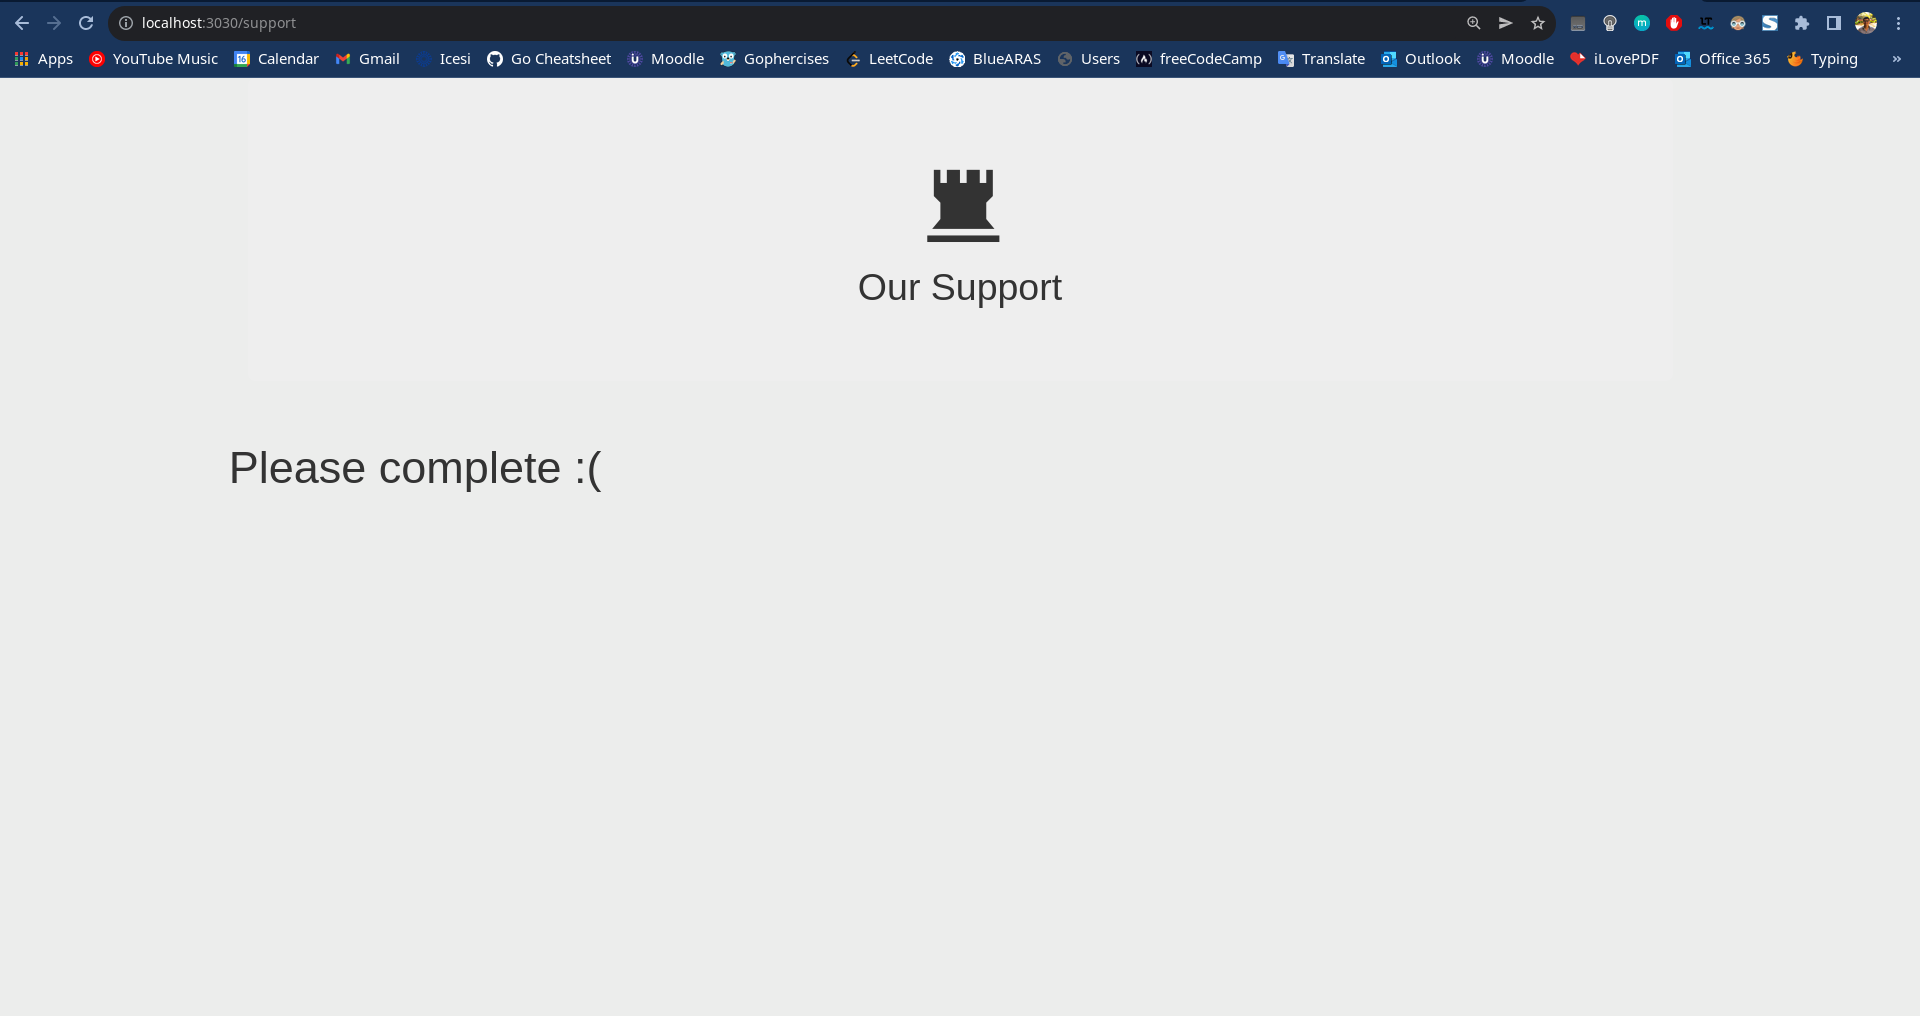 localhost:3030/support
Apps YouTube Music Calendar Gmail Icesi Go Cheatsheet Moodle Gophercises LeetCode BlueARAS Users freeCodeCamp Translate Outlook Moodle iLovePDF Office 365 Typing »
Our Support
Please complete :(